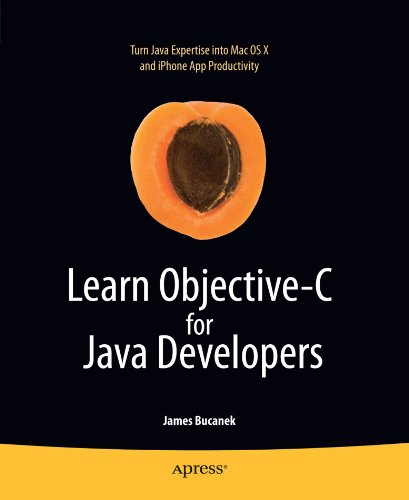 Turn Java Expertise into Mac OS X
and iPhone App Productivity
Learn Objective-C
for
Java Developers
James Bucanek
Apress®